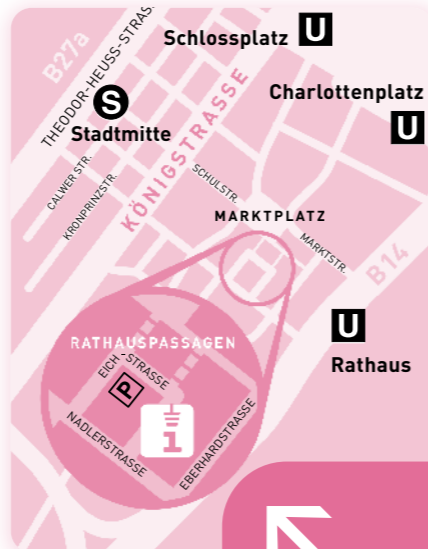 Schlossplatz U
B27a
THEODOR-HEUSS-STRAS
Charlottenplatz
U
S
Stadtmitte
KÖNIGSTRASSE
CALWER STR.
KRONPRINZSTR.
SCHULSTR.
MARKTPLATZ
MARKTSTR.
B14
U
Rathaus
RATHAUSPASSAGEN
EICH-STRASSE
P
i
NADLERSTRASSE
EBERHARDSTRASSE